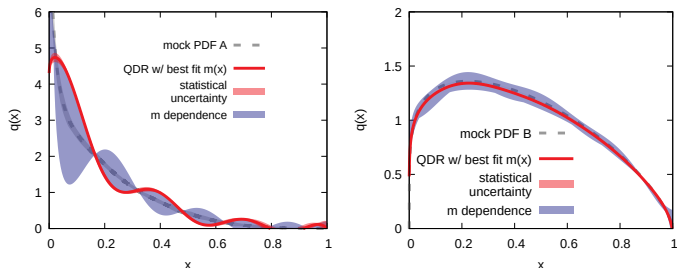 6
5
4
3
2
1
0
q(x)
mock PDF A
QDR w/ best fit m(x)
statistical
uncertainty
m dependence
0
0.2
0.4
0.6
0.8
1
x
2
1.5
1
0.5
0
q(x)
mock PDF B
QDR w/ best fit m(x)
statistical
uncertainty
m dependence
0
0.2
0.4
0.6
0.8
1
x